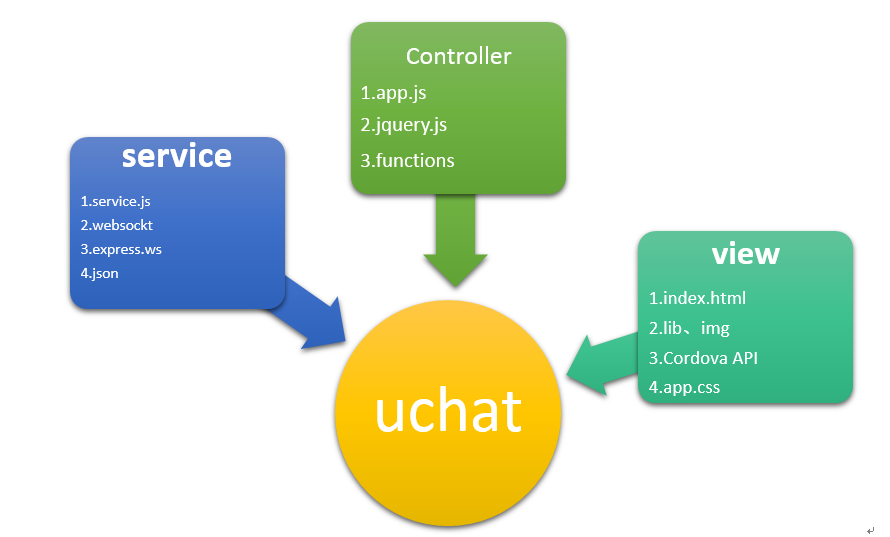 Controller
1.app.js
2.jquery.js
3.functions
service
1.service.js
2.websockt
3.express.ws
4.json
view
1.index.html
2.lib、img
3.Cordova API
4.app.css
uchat